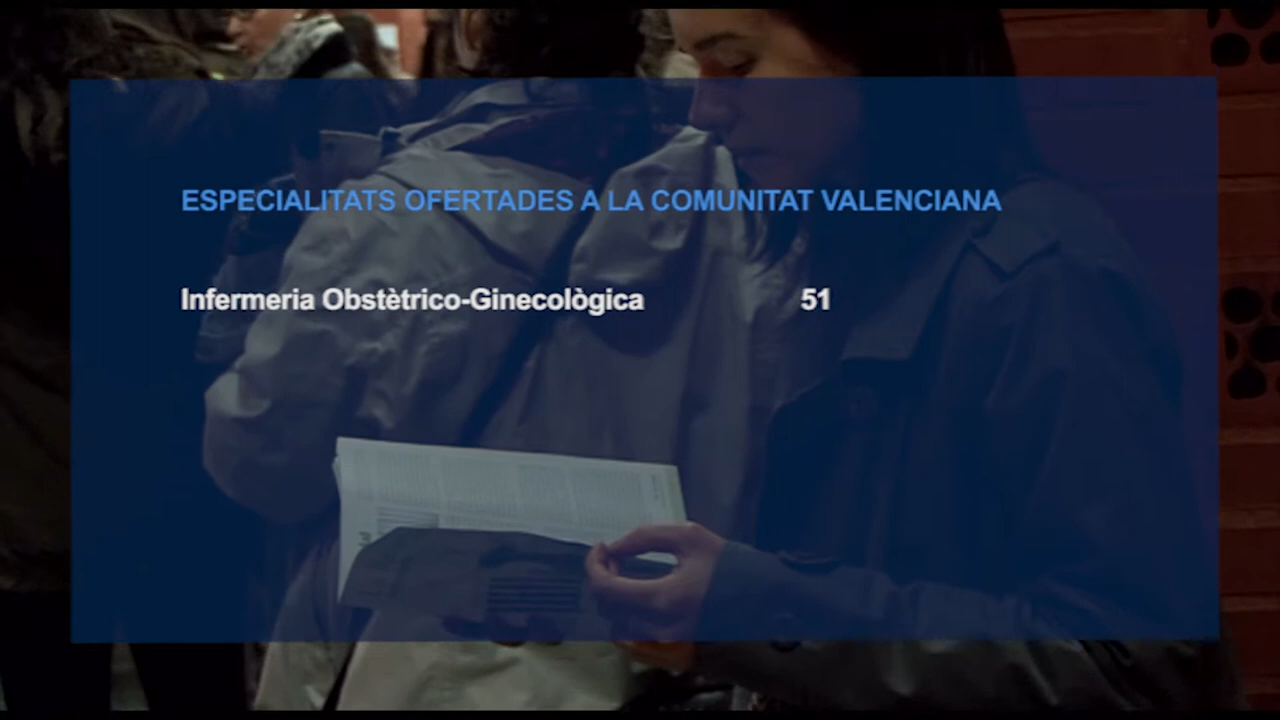 ESPECIALITATS OFERTADES A LA COMUNITAT VALENCIANA
Infermeria Obstètrico-Ginecològica 51